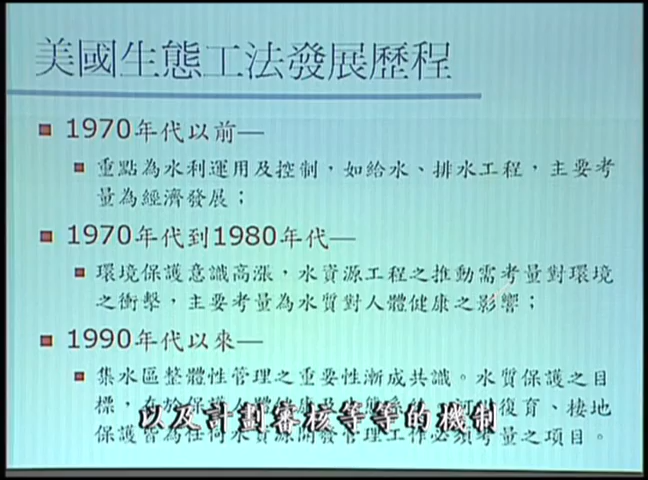 美國生態工法發展歷程
1970年代以前—
重點為水利運用及控制，如給水、排水工程，主要考
量為經濟發展；
1970年代到1980年代—
環境保護意識高漲，水資源工程之推動需考量對環境
之衝擊，主要考量為水質對人體健康之影響；
1990年代以來—
集水區整體性管理之重要性漸成共識。水質保護之目
標，在於保 復育、棲地
以及計劃審核等等的機制
保護皆為任何水資源開發管理工作必須考量之項目。